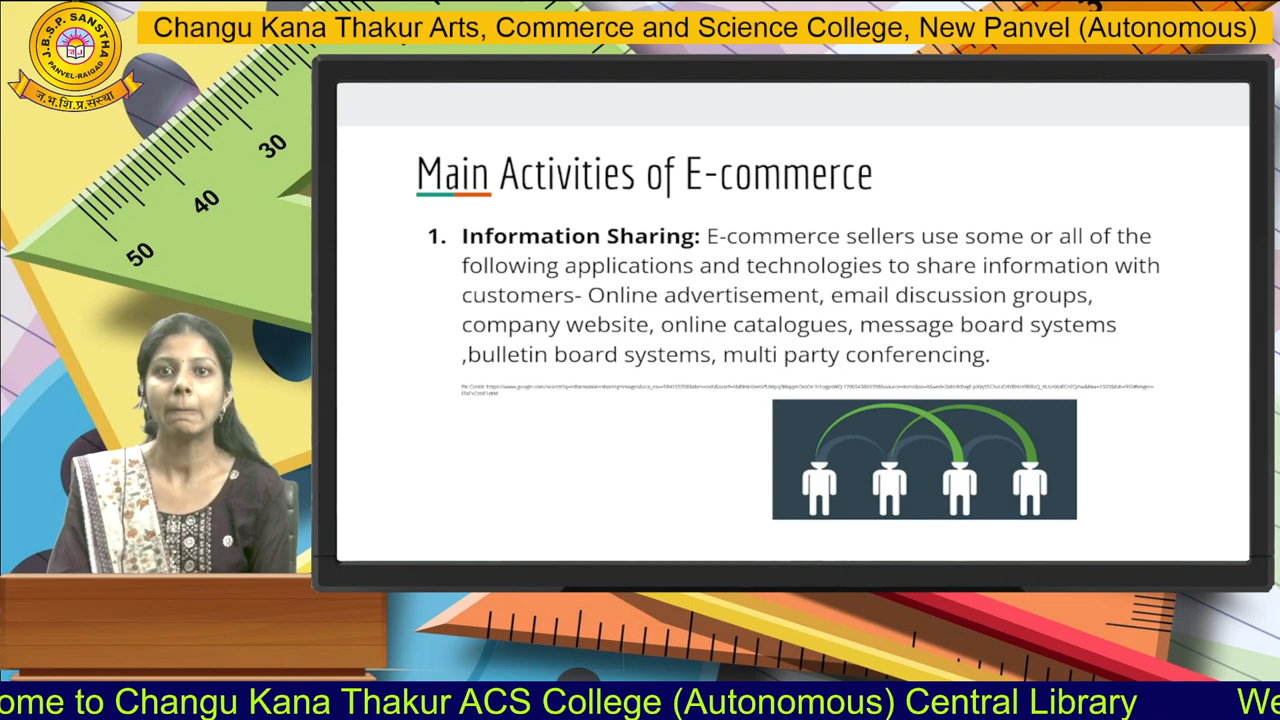 Changu Kana Thakur Arts, Commerce and Science College, New Panvel (Autonomous)
J.B.S.P. SANSTHA
PANVEL-RAIGAD
ज.भ.शि.प्र.संस्था
30
40
50
Main Activities of E-commerce
1. Information Sharing: E-commerce sellers use some or all of the
following applications and technologies to share information with
customers- Online advertisement, email discussion groups,
company website, online catalogues, message board systems
,bulletin board systems, multi party conferencing.
ome to Changu Kana Thakur ACS College (Autonomous) Central Library We